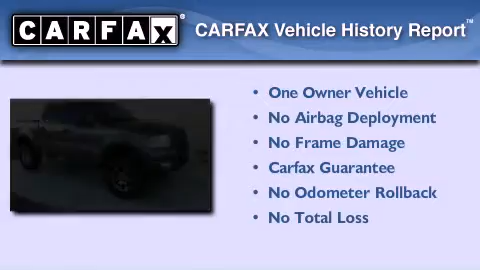 CARFAX® CARFAX Vehicle History Report™
• One Owner Vehicle
• No Airbag Deployment
• No Frame Damage
• Carfax Guarantee
• No Odometer Rollback
• No Total Loss